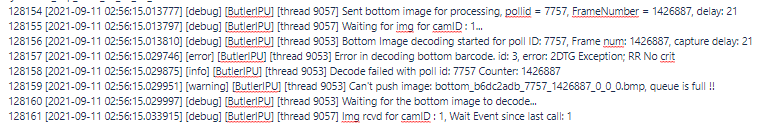 128154 [2021-09-11 02:56:15.013777] [debug] [ButlerIPU] [thread 9057] Sent bottom image for processing, pollid = 7757, FrameNumber = 1426887, delay: 21
128155 [2021-09-11 02:56:15.013797] [debug] [ButlerIPU] [thread 9057] Waiting for img for camID : 1...
128156 [2021-09-11 02:56:15.013810] [debug] [ButlerIPU] [thread 9053] Bottom Image decoding started for poll ID: 7757, Frame num: 1426887, capture delay: 21
128157 [2021-09-11 02:56:15.029746] [error] [ButlerIPU] [thread 9053] Error in decoding bottom barcode. id: 3, error: 2DTG Exception; RR No crit
128158 [2021-09-11 02:56:15.029875] [info] [ButlerIPU] [thread 9053] Decode failed with poll id: 7757 Counter: 1426887
128159 [2021-09-11 02:56:15.029951] [warning] [ButlerIPU] [thread 9053] Can't push image: bottom_b6dc2adb_7757_1426887_0_0_0.bmp, queue is full !!
128160 [2021-09-11 02:56:15.029997] [debug] [ButlerIPU] [thread 9053] Waiting for the bottom image to decode...
128161 [2021-09-11 02:56:15.033915] [debug] [ButlerIPU] [thread 9057] Img rcvd for camID : 1, Wait Event since last call: 1